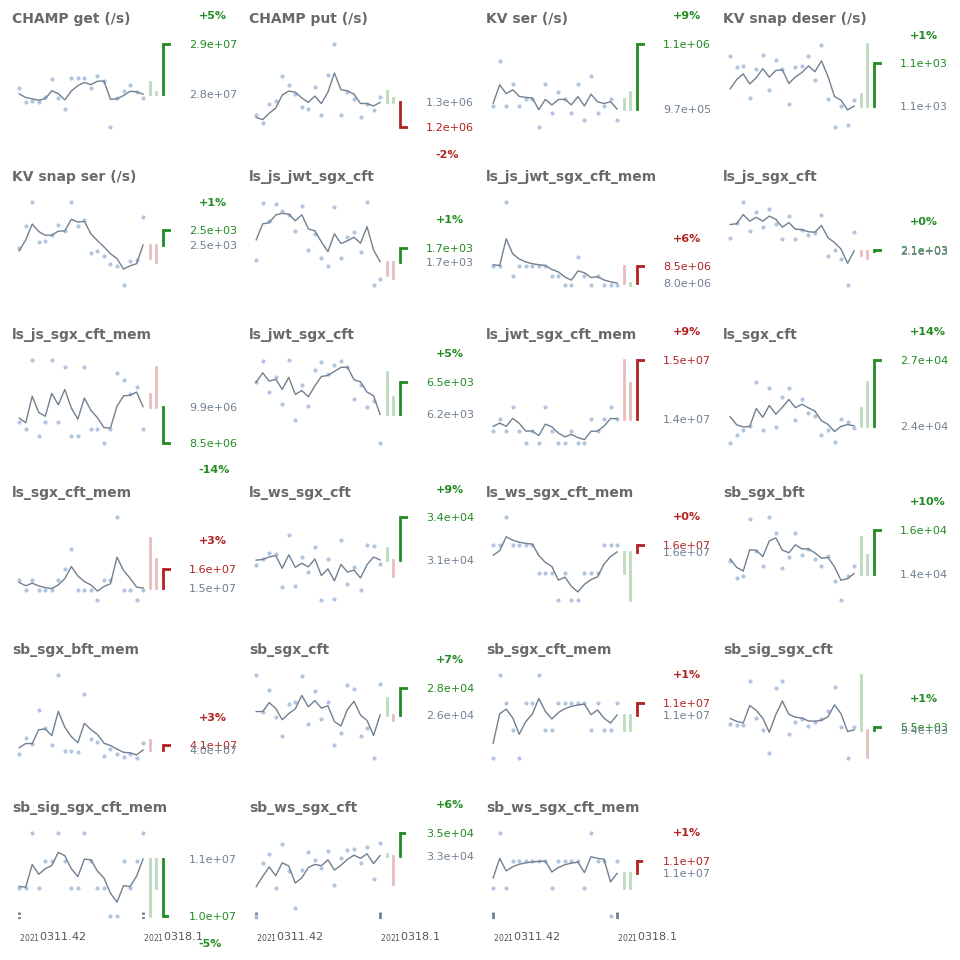 CHAMP get (/s)
+5%
2.9e+07
2.8e+07
CHAMP put (/s)
1.3e+06
1.2e+06
-2%
KV ser (/s)
+9%
1.1e+06
9.7e+05
KV snap deser (/s)
+1%
1.1e+03
1.1e+03
KV snap ser (/s)
+1%
2.5e+03
2.5e+03
ls_js_jwt_sgx_cft
+1%
1.7e+03
1.7e+03
ls_js_jwt_sgx_cft_mem
+6%
8.5e+06
8.0e+06
ls_js_sgx_cft
+0%
2.1e+03
ls_js_sgx_cft_mem
9.9e+06
8.5e+06
-14%
ls_jwt_sgx_cft
+5%
6.5e+03
6.2e+03
ls_jwt_sgx_cft_mem
+9%
1.5e+07
1.4e+07
ls_sgx_cft
+14%
2.7e+04
2.4e+04
ls_sgx_cft_mem
+3%
1.6e+07
1.5e+07
ls_ws_sgx_cft
+9%
3.4e+04
3.1e+04
ls_ws_sgx_cft_mem
+0%
1.6e+07
1.6e+07
sb_sgx_bft
+10%
1.6e+04
1.4e+04
sb_sgx_bft_mem
+3%
4.1e+07
4.0e+07
sb_sgx_cft
+7%
2.8e+04
2.6e+04
sb_sgx_cft_mem
+1%
1.1e+07
1.1e+07
sb_sig_sgx_cft
+1%
5.5e+03
5.4e+03
sb_sig_sgx_cft_mem
1.1e+07
1.0e+07
-5%
20210311.42
20210318.1
sb_ws_sgx_cft
+6%
3.5e+04
3.3e+04
20210311.42
20210318.1
sb_ws_sgx_cft_mem
+1%
1.1e+07
1.1e+07
20210311.42
20210318.1